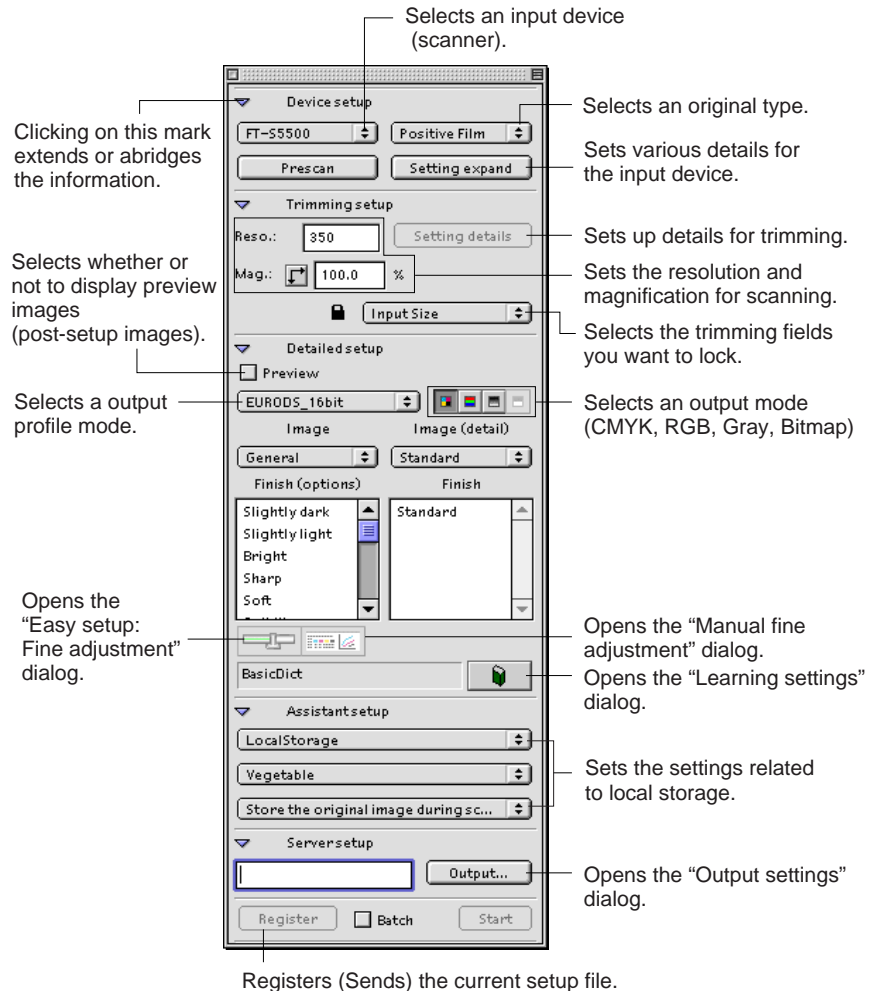 Selects an input device
(scanner).
Device setup
Clicking on this mark
extends or abridges
the information.
FT-S5500
Positive Film
Selects an original type.
Prescan
Setting expand
Sets various details for
the input device.
Trimming setup
Reso.:
350
Setting details
Sets up details for trimming.
Mag.:
100.0
%
Sets the resolution and
magnification for scanning.
Selects whether or
not to display preview
images
(post-setup images).
Input Size
Selects the trimming fields
you want to lock.
Detailed setup
Preview
Selects a output
profile mode.
EURODS_16bit
Selects an output mode
(CMYK, RGB, Gray, Bitmap)
Image
Image (detail)
General
Standard
Finish (options)
Finish
Slightly dark
Slightly light
Bright
Sharp
Soft
Standard
Opens the
“Easy setup:
Fine adjustment”
dialog.
Opens the “Manual fine
adjustment” dialog.
BasicDict
Opens the “Learning settings”
dialog.
Assistant setup
LocalStorage
Vegetable
Store the original image during sc...
Sets the settings related
to local storage.
Server setup
Output...
Opens the “Output settings”
dialog.
Register
Batch
Start
Registers (Sends) the current setup file.